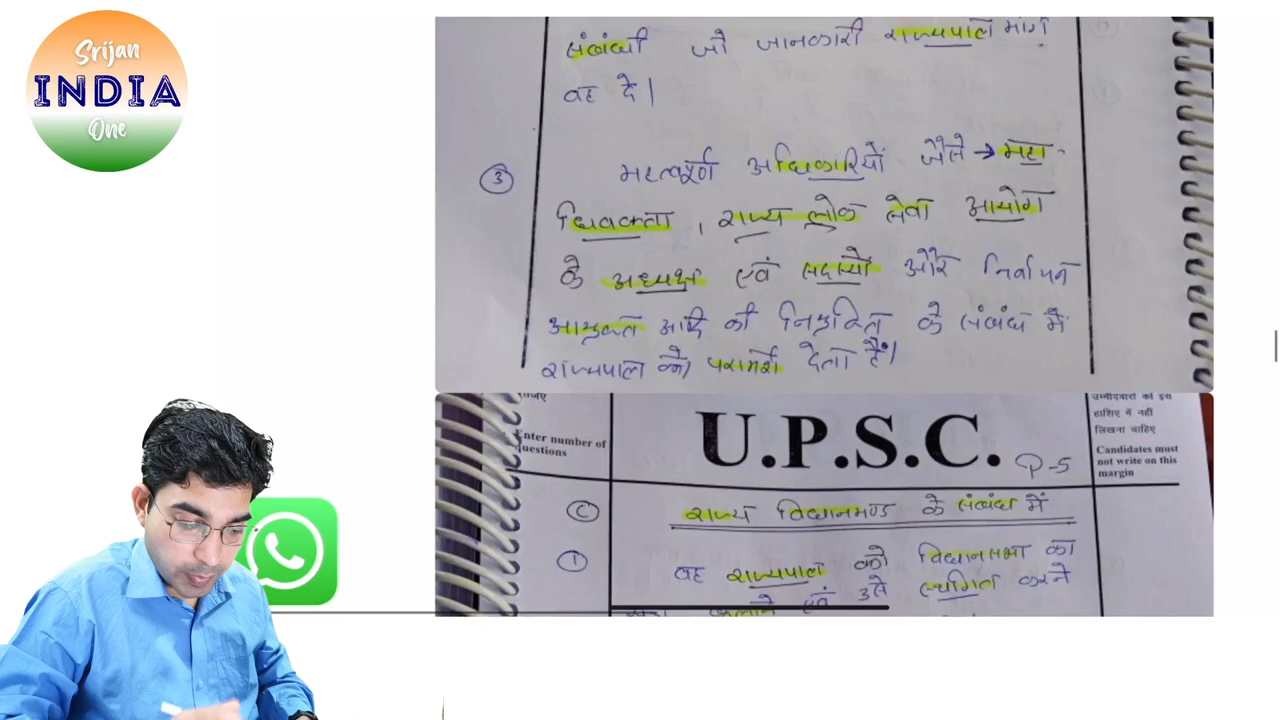 Srijan
INDIA
One
संबंधी जो जानकारी राज्यपाल मांगे
वह दे।
③ महत्वपूर्ण अधिकारियों जैसे → महा-
धिवक्ता, राज्य लोक सेवा आयोग
के अध्यक्ष एवं सदस्यों और निर्वाचन
आयुक्त आदि की नियुक्ति के संबंध में
राज्यपाल को परामर्श देता है।
Enter number of
questions
U.P.S.C.
P-5
उम्मीदवारों को इस
हाशिए में नहीं
लिखना चाहिए
Candidates must
not write on this
margin
Ⓒ राज्य विधानमण्ड के संबंध में
① वह राज्यपाल को विधानसभा का
एवं उसे स्थगित करने